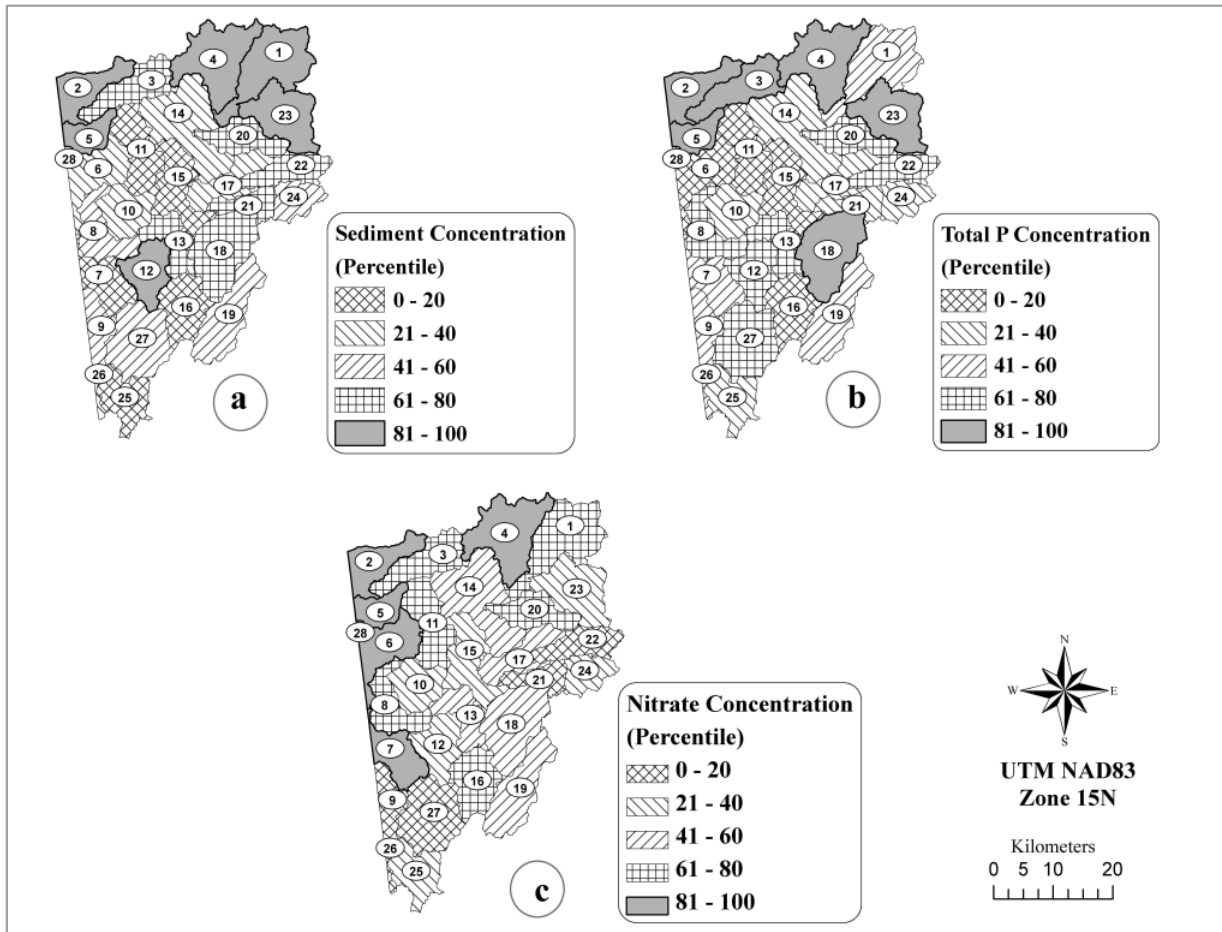 1
4
3
2
23
14
5
20
11
28
6
22
15
17
24
10
21
8
13
18
12
7
16
19
9
27
26
25
a
Sediment Concentration
(Percentile)
0 - 20
21 - 40
41 - 60
61 - 80
81 - 100
1
4
3
2
23
14
5
20
11
28
6
22
15
17
24
10
21
8
13
18
12
7
16
19
9
27
26
25
b
Total P Concentration
(Percentile)
0 - 20
21 - 40
41 - 60
61 - 80
81 - 100
1
4
3
2
23
14
5
20
11
28
6
22
15
17
24
10
21
8
13
18
12
7
16
19
9
27
26
25
c
Nitrate Concentration
(Percentile)
0 - 20
21 - 40
41 - 60
61 - 80
81 - 100
N
W E
S
UTM NAD83
Zone 15N
Kilometers
0 5 10 20